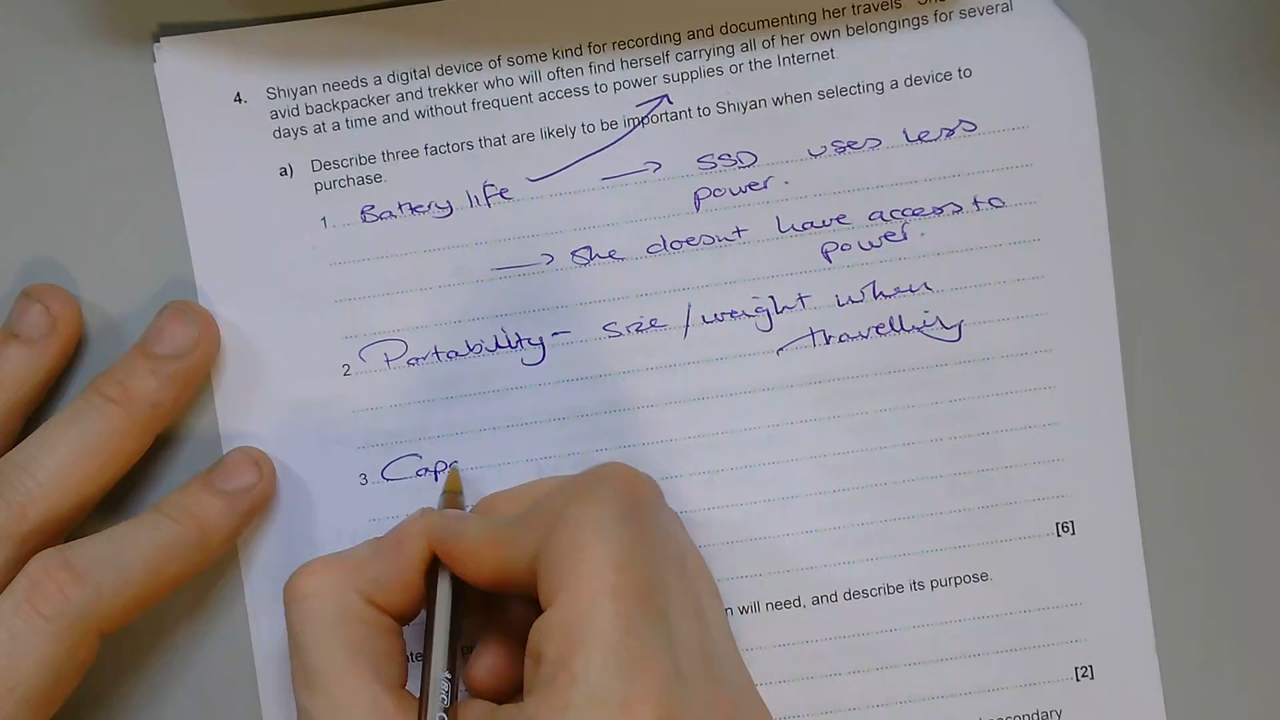 4. Shiyan needs a digital device of some kind for recording and documenting her travels
avid backpacker and trekker who will often find herself carrying all of her own belongings for several
days at a time and without frequent access to power supplies or the Internet
a) Describe three factors that are likely to be important to Shiyan when selecting a device to
purchase.
1. Battery life → SSD uses less
power.
→ She doesnt have access to
power.
2 Portability - size / weight when
travelling
3 Capa
[6]
n will need, and describe its purpose.
[2]
condary